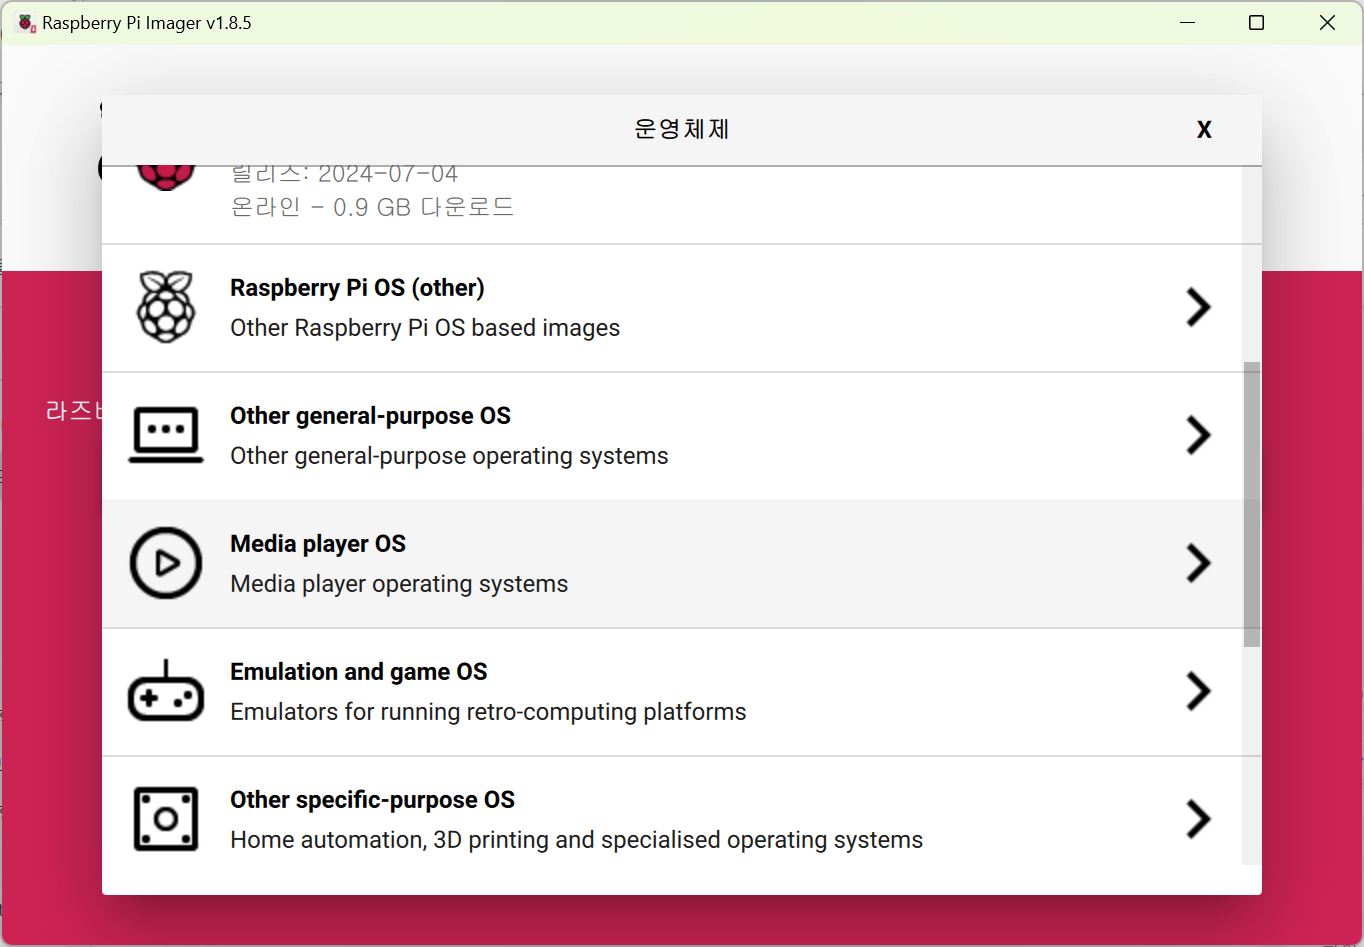 Raspberry Pi Imager v1.8.5
운영체제
X
릴리스: 2024-07-04
온라인 - 0.9 GB 다운로드
Raspberry Pi OS (other)
Other Raspberry Pi OS based images
Other general-purpose OS
Other general-purpose operating systems
라즈
Media player OS
Media player operating systems
Emulation and game OS
Emulators for running retro-computing platforms
Other specific-purpose OS
Home automation, 3D printing and specialised operating systems